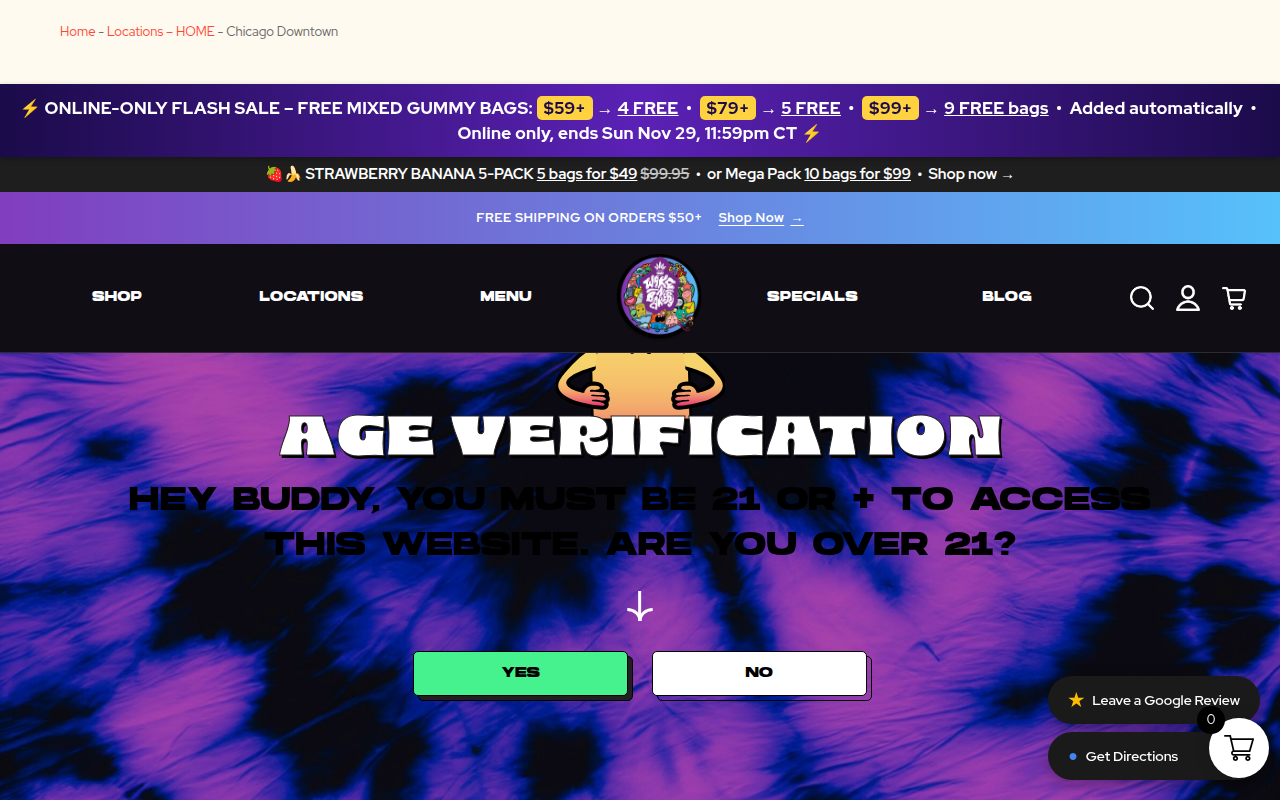 Home - Locations – HOME - Chicago Downtown
⚡ ONLINE-ONLY FLASH SALE – FREE MIXED GUMMY BAGS: $59+ → 4 FREE • $79+ → 5 FREE • $99+ → 9 FREE bags • Added automatically •
Online only, ends Sun Nov 29, 11:59pm CT ⚡
🍓🍌 STRAWBERRY BANANA 5-PACK 5 bags for $49 $99.95 • or Mega Pack 10 bags for $99 • Shop now →
FREE SHIPPING ON ORDERS $50+ Shop Now →
SHOP LOCATIONS MENU SPECIALS BLOG
AGE VERIFICATION
HEY BUDDY, YOU MUST BE 21 OR + TO ACCESS
THIS WEBSITE. ARE YOU OVER 21?
↓
YES NO
★ Leave a Google Review
0
Get Directions